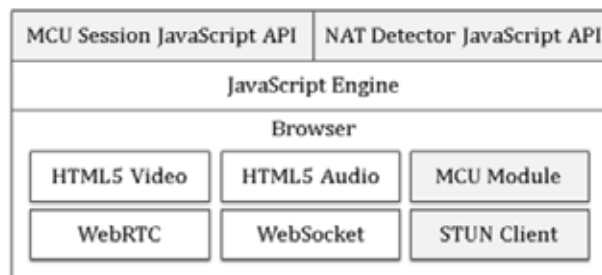 MCU Session JavaScript API NAT Detector JavaScript API
JavaScript Engine
Browser
HTML5 Video HTML5 Audio MCU Module
WebRTC WebSocket STUN Client